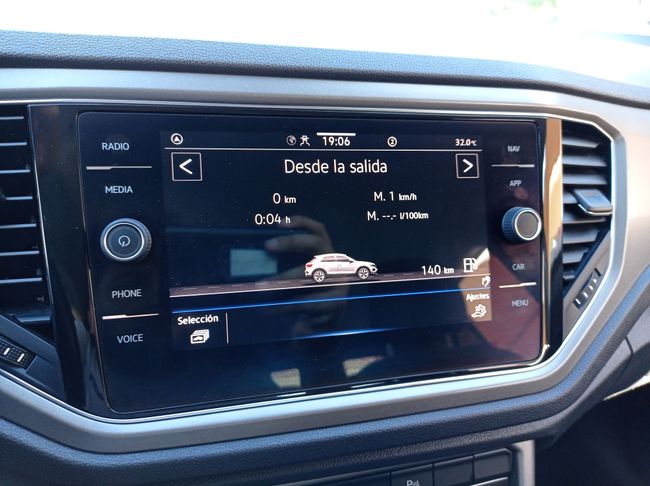 RADIO
MEDIA
PHONE
VOICE
19:06
2
32.0°C
Desde la salida
0 km
M. 1 km/h
0:04 h
M. --.- l/100km
140 km
Selección
Ajustes
NAV
APP
CAR
MENU
P